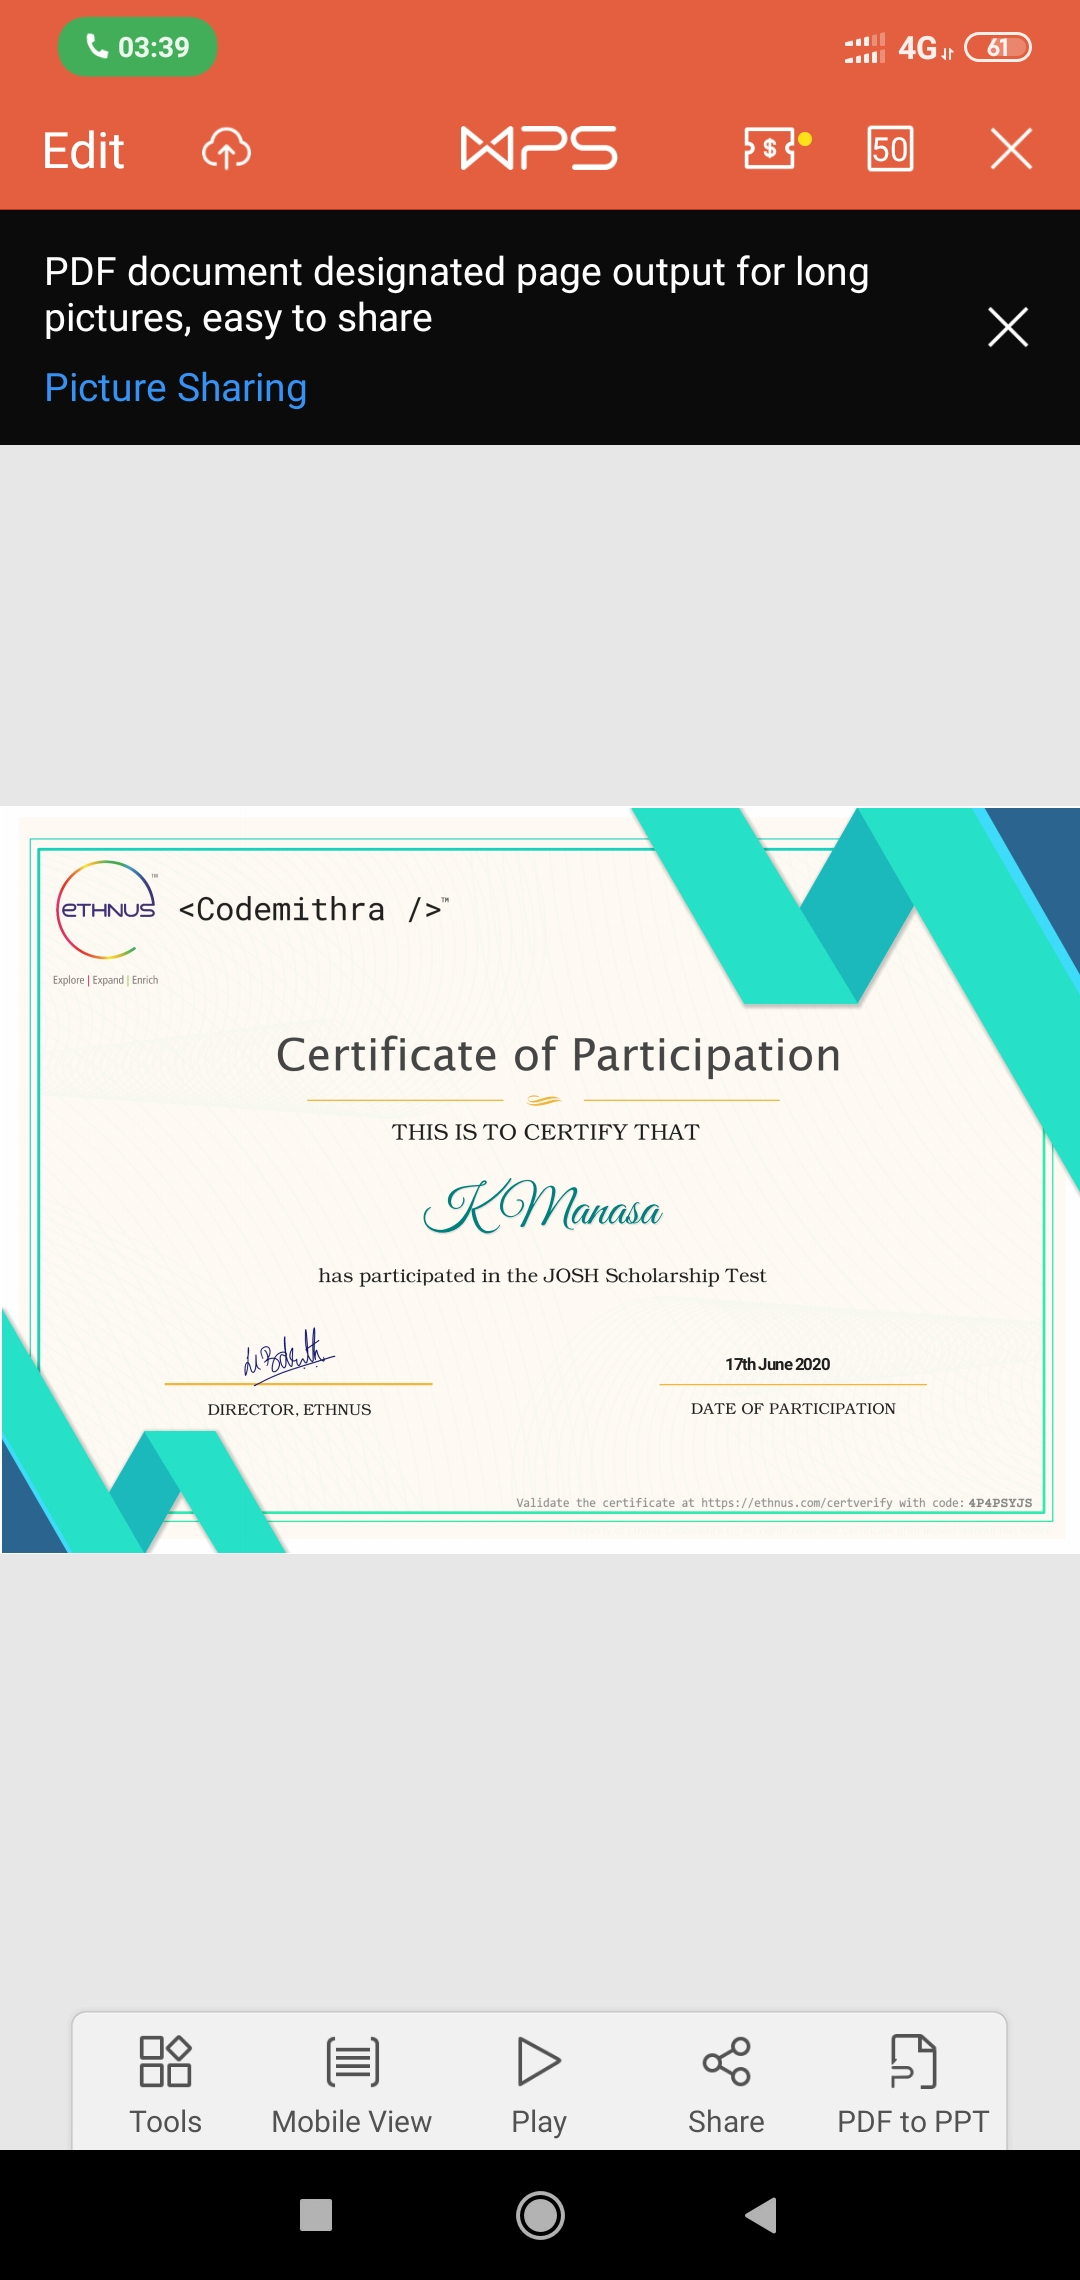 03:39
4G
61
Edit
WPS
$
50
PDF document designated page output for long
pictures, easy to share
Picture Sharing
ETHNUS
TM
<Codemithra />™
Explore | Expand | Enrich
Certificate of Participation
THIS IS TO CERTIFY THAT
K Manasa
has participated in the JOSH Scholarship Test
17th June 2020
DIRECTOR, ETHNUS
DATE OF PARTICIPATION
Validate the certificate at https://ethnus.com/certverify with code: 4P4PSYJS
Tools
Mobile View
Play
Share
PDF to PPT